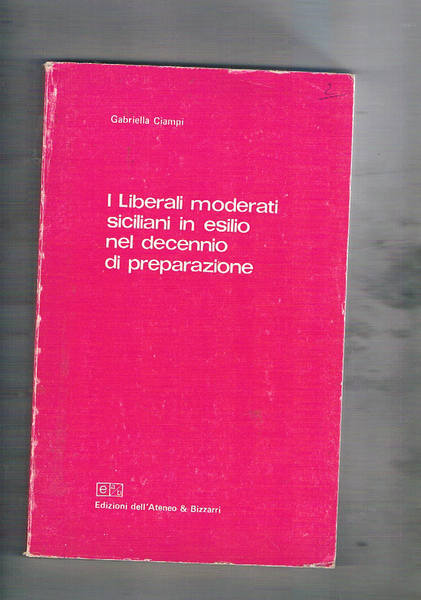 Gabriella Ciampi
I Liberali moderati
siciliani in esilio
nel decennio
di preparazione
Edizioni dell'Ateneo & Bizzarri